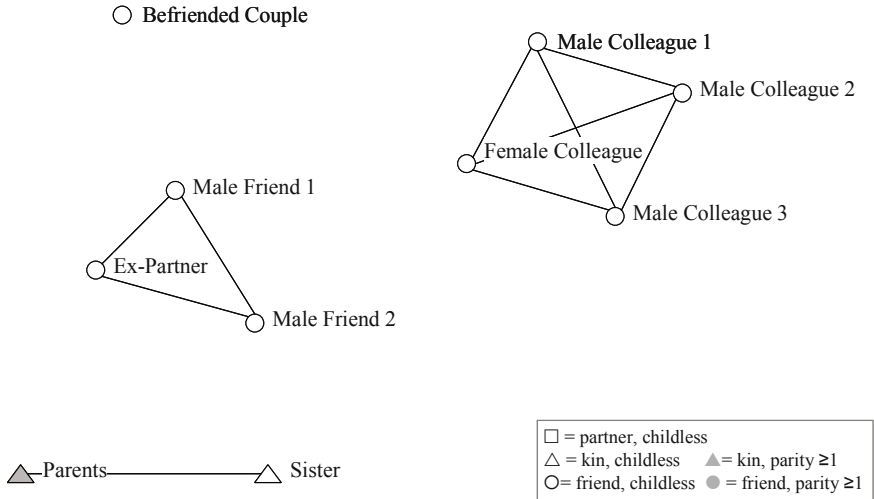 Befriended Couple
Male Colleague 1
Male Colleague 2
Female Colleague
Male Friend 1
Male Colleague 3
Ex-Partner
Male Friend 2
Parents
Sister
= partner, childless
= kin, childless = kin, parity ≥1
= friend, childless = friend, parity ≥1